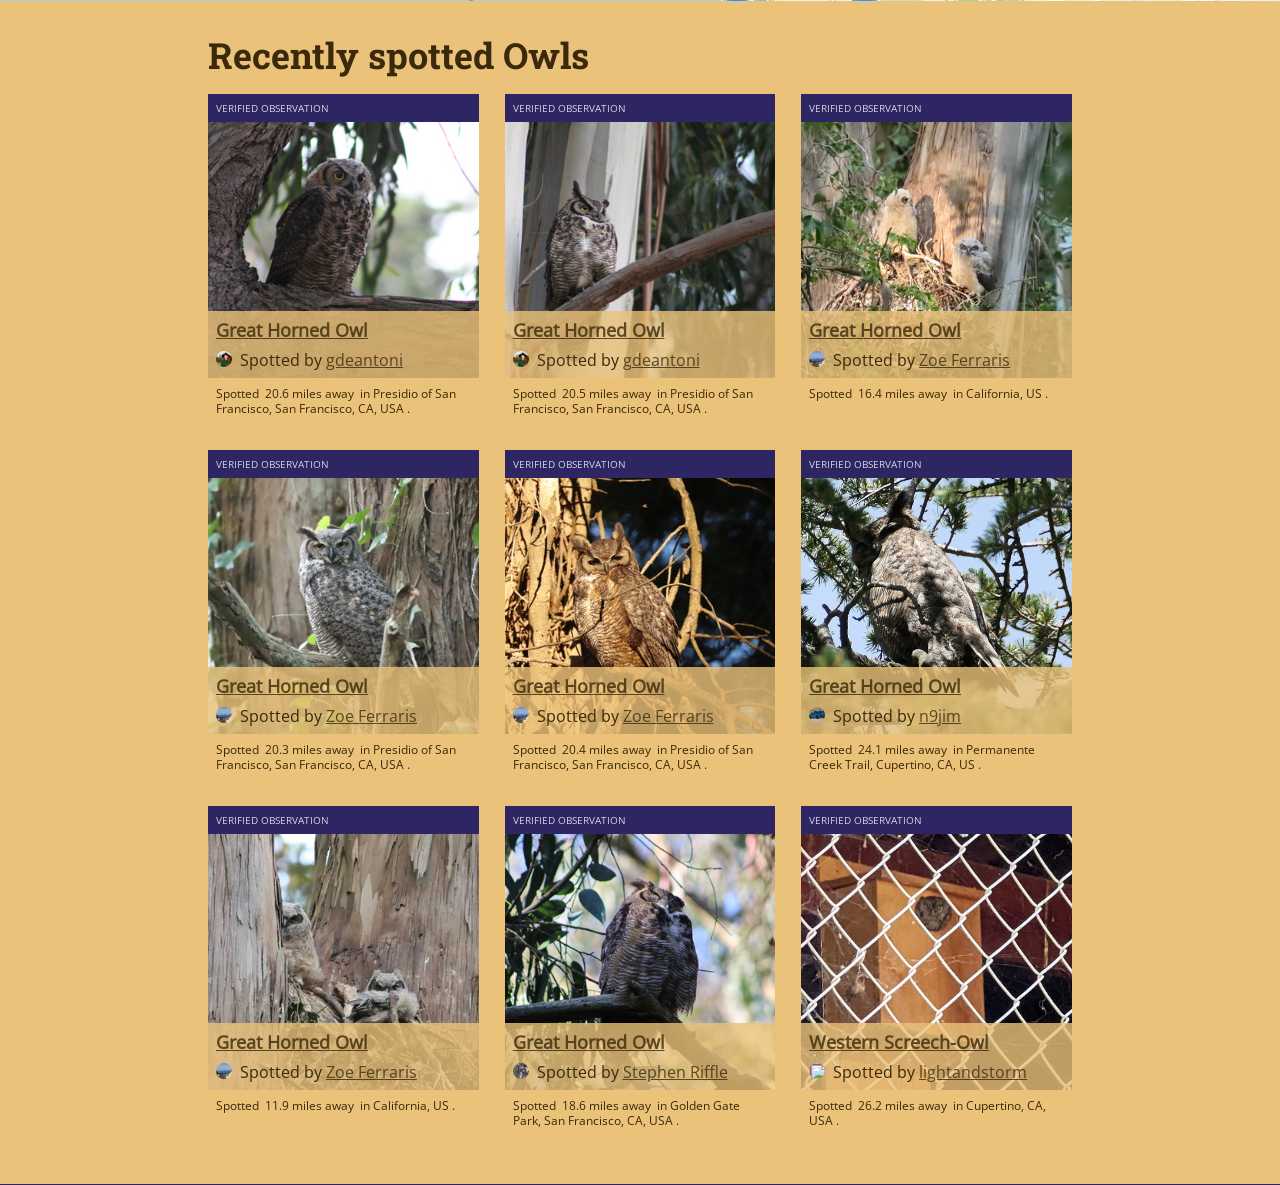 Recently spotted Owls
VERIFIED OBSERVATION
Great Horned Owl
Spotted by gdeantoni
Spotted 20.6 miles away in Presidio of San
Francisco, San Francisco, CA, USA .
VERIFIED OBSERVATION
Great Horned Owl
Spotted by gdeantoni
Spotted 20.5 miles away in Presidio of San
Francisco, San Francisco, CA, USA .
VERIFIED OBSERVATION
Great Horned Owl
Spotted by Zoe Ferraris
Spotted 16.4 miles away in California, US .
VERIFIED OBSERVATION
Great Horned Owl
Spotted by Zoe Ferraris
Spotted 20.3 miles away in Presidio of San
Francisco, San Francisco, CA, USA .
VERIFIED OBSERVATION
Great Horned Owl
Spotted by Zoe Ferraris
Spotted 20.4 miles away in Presidio of San
Francisco, San Francisco, CA, USA .
VERIFIED OBSERVATION
Great Horned Owl
Spotted by n9jim
Spotted 24.1 miles away in Permanente
Creek Trail, Cupertino, CA, US .
VERIFIED OBSERVATION
Great Horned Owl
Spotted by Zoe Ferraris
Spotted 11.9 miles away in California, US .
VERIFIED OBSERVATION
Great Horned Owl
Spotted by Stephen Riffle
Spotted 18.6 miles away in Golden Gate
Park, San Francisco, CA, USA .
VERIFIED OBSERVATION
Western Screech-Owl
Spotted by lightandstorm
Spotted 26.2 miles away in Cupertino, CA,
USA .